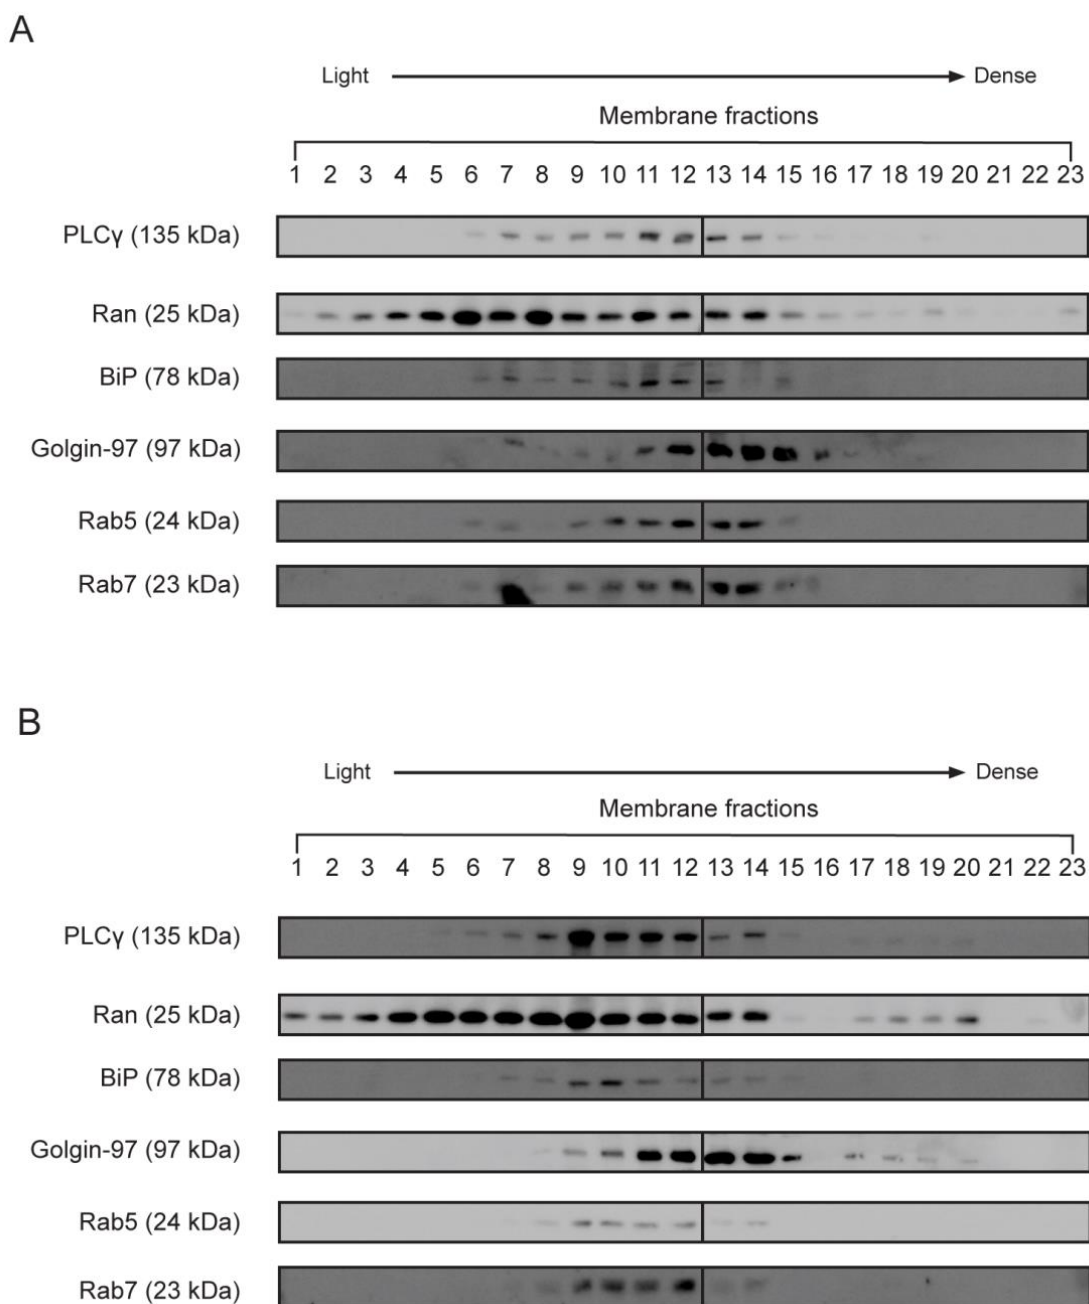 A
Light Dense
Membrane fractions
1 2 3 4 5 6 7 8 9 10 11 12 13 14 15 16 17 18 19 20 21 22 23
PLCγ (135 kDa)
Ran (25 kDa)
BiP (78 kDa)
Golgin-97 (97 kDa)
Rab5 (24 kDa)
Rab7 (23 kDa)
B
Light Dense
Membrane fractions
1 2 3 4 5 6 7 8 9 10 11 12 13 14 15 16 17 18 19 20 21 22 23
PLCγ (135 kDa)
Ran (25 kDa)
BiP (78 kDa)
Golgin-97 (97 kDa)
Rab5 (24 kDa)
Rab7 (23 kDa)